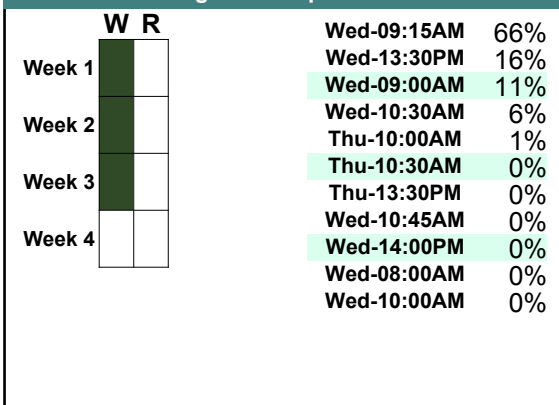 W R
Week 1
Week 2
Week 3
Week 4
Wed-09:15AM 66%
Wed-13:30PM 16%
Wed-09:00AM 11%
Wed-10:30AM 6%
Thu-10:00AM 1%
Thu-10:30AM 0%
Thu-13:30PM 0%
Wed-10:45AM 0%
Wed-14:00PM 0%
Wed-08:00AM 0%
Wed-10:00AM 0%